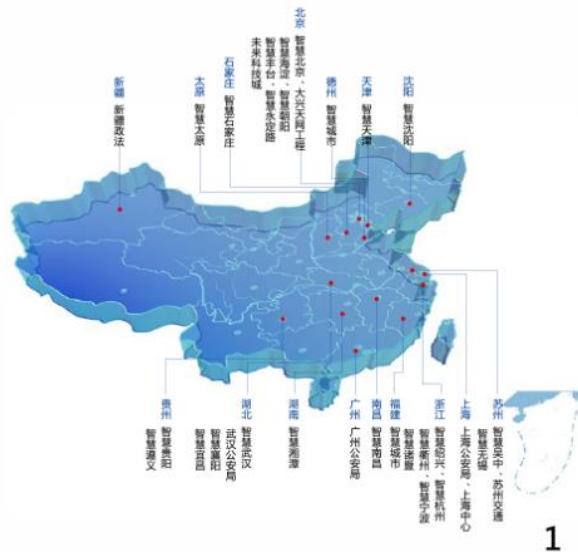 新疆 新疆政法
太原 智慧太原
石家庄 智慧石家庄
北京 智慧北京、大兴天网工程
智慧海淀、智慧朝阳
智慧丰台、智慧永定路
未来科技城
德州 智慧城市
天津 智慧天津
沈阳 智慧沈阳
贵州 智慧贵阳
智慧遵义
湖北 智慧武汉
武汉公安局
智慧襄阳
智慧宜昌
湖南 智慧湘潭
广州 广州公安局
南昌 智慧南昌
福建 智慧城市
浙江 智慧绍兴、智慧杭州
智慧衢州、智慧宁波
智慧诸暨
上海 上海公安局、上海中心
苏州 智慧吴中、苏州交通
智慧无锡
1